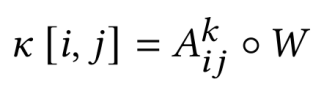 κ [i, j] = A^k_{ij} ∘ W